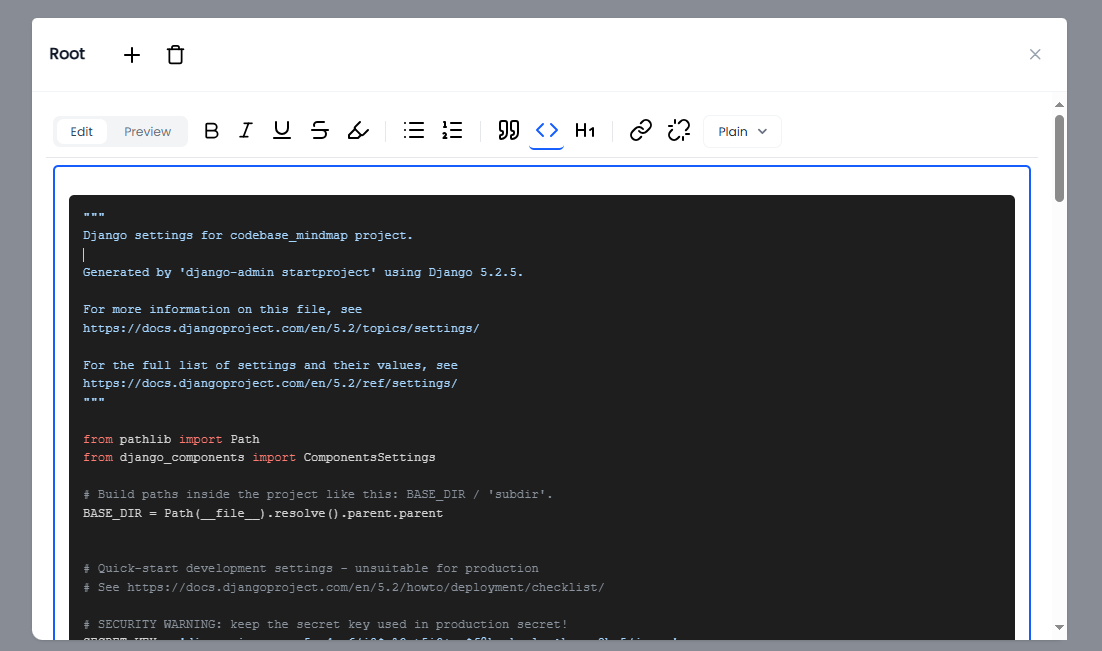 Root
Edit Preview B I U S H1 Plain
"""
Django settings for codebase_mindmap project.
Generated by 'django-admin startproject' using Django 5.2.5.
For more information on this file, see
https://docs.djangoproject.com/en/5.2/topics/settings/
For the full list of settings and their values, see
https://docs.djangoproject.com/en/5.2/ref/settings/
"""
from pathlib import Path
from django_components import ComponentsSettings
# Build paths inside the project like this: BASE_DIR / 'subdir'.
BASE_DIR = Path(__file__).resolve().parent.parent
# Quick-start development settings - unsuitable for production
# See https://docs.djangoproject.com/en/5.2/howto/deployment/checklist/
# SECURITY WARNING: keep the secret key used in production secret!